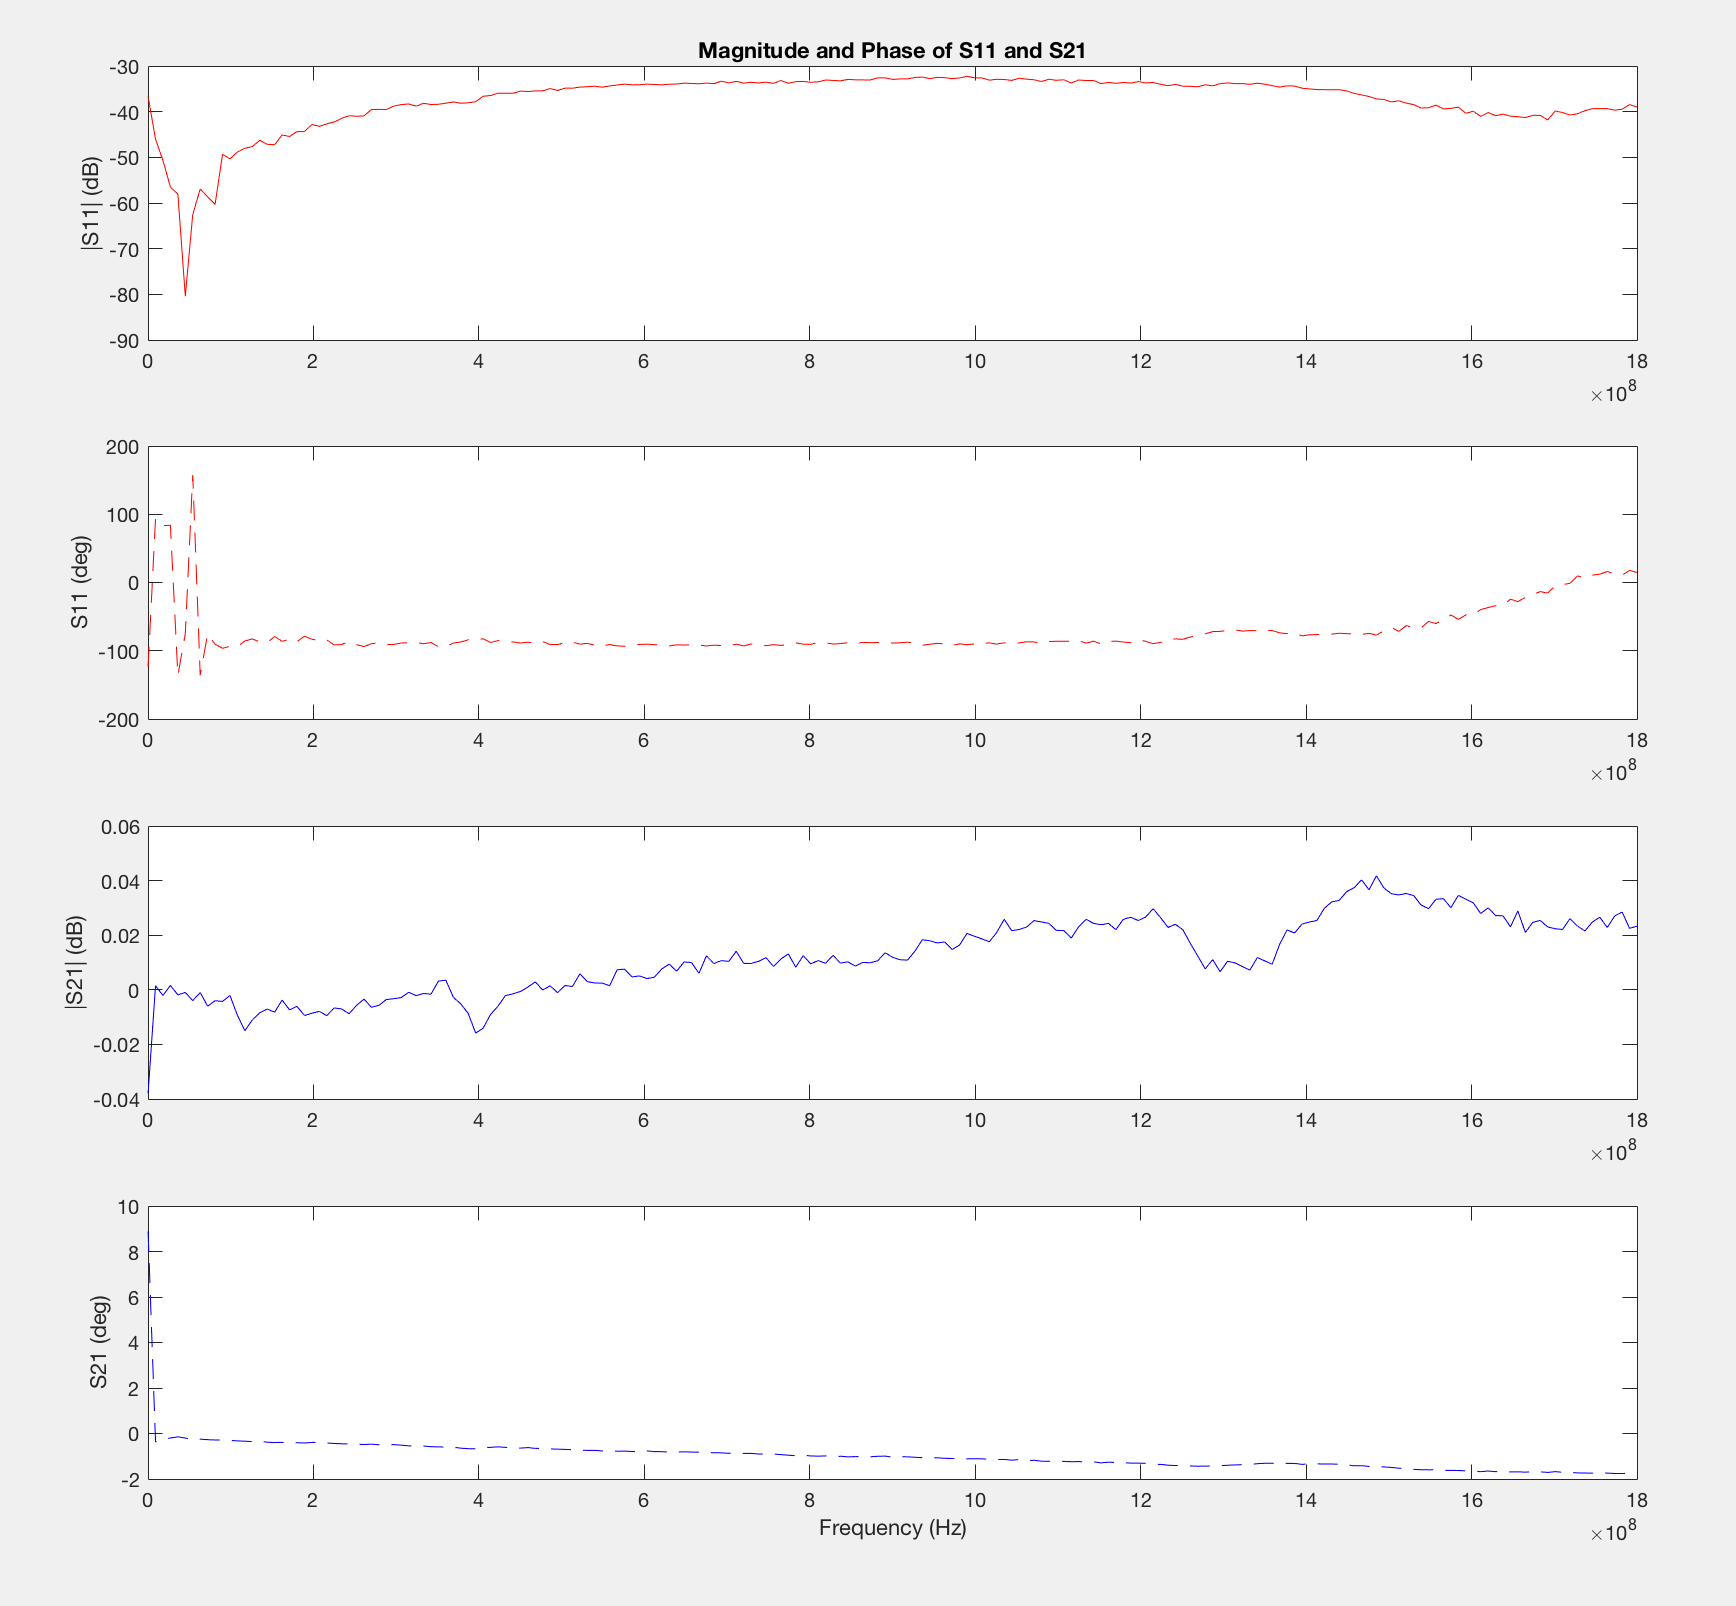 Magnitude and Phase of S11 and S21
-30
-40
-50
-60
-70
-80
-90
|S11| (dB)
0 2 4 6 8 10 12 14 16 18
×10^8
200
100
0
-100
-200
S11 (deg)
0 2 4 6 8 10 12 14 16 18
×10^8
0.06
0.04
0.02
0
-0.02
-0.04
|S21| (dB)
0 2 4 6 8 10 12 14 16 18
×10^8
10
8
6
4
2
0
-2
S21 (deg)
0 2 4 6 8 10 12 14 16 18
Frequency (Hz)
×10^8